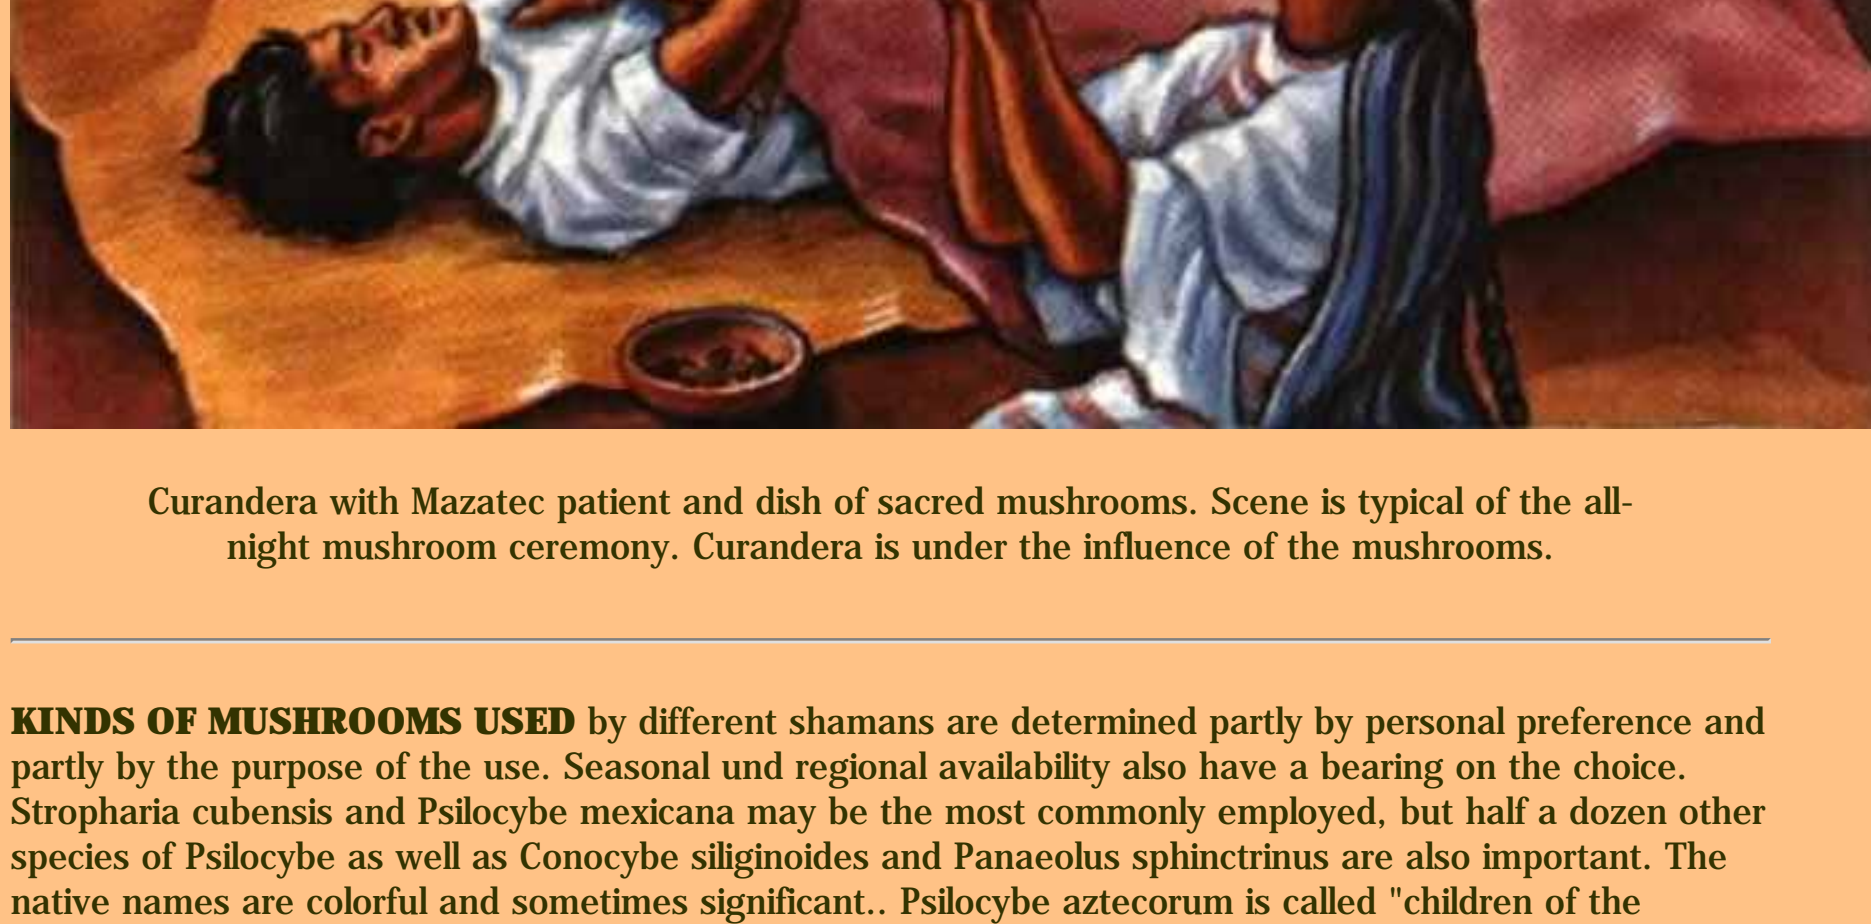 Curandera with Mazatec patient and dish of sacred mushrooms. Scene is typical of the all-
night mushroom ceremony. Curandera is under the influence of the mushrooms.
KINDS OF MUSHROOMS USED by different shamans are determined partly by personal preference and
partly by the purpose of the use. Seasonal und regional availability also have a bearing on the choice.
Stropharia cubensis and Psilocybe mexicana may be the most commonly employed, but half a dozen other
species of Psilocybe as well as Conocybe siliginoides and Panaeolus sphinctrinus are also important. The
native names are colorful and sometimes significant.. Psilocybe aztecorum is called "children of the